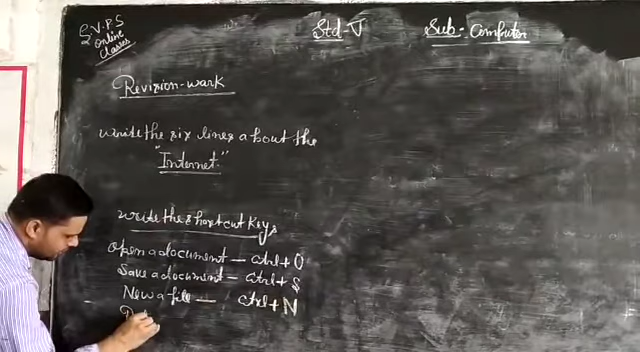 S.V.P.S
Online
classes
Std-V
Sub- Computer
Revision-wark
write the six lines about the
"Internet."
write the shortcut Keys
Open a document — ctrl + O
Save a document — ctrl + S
New a file — ctrl + N